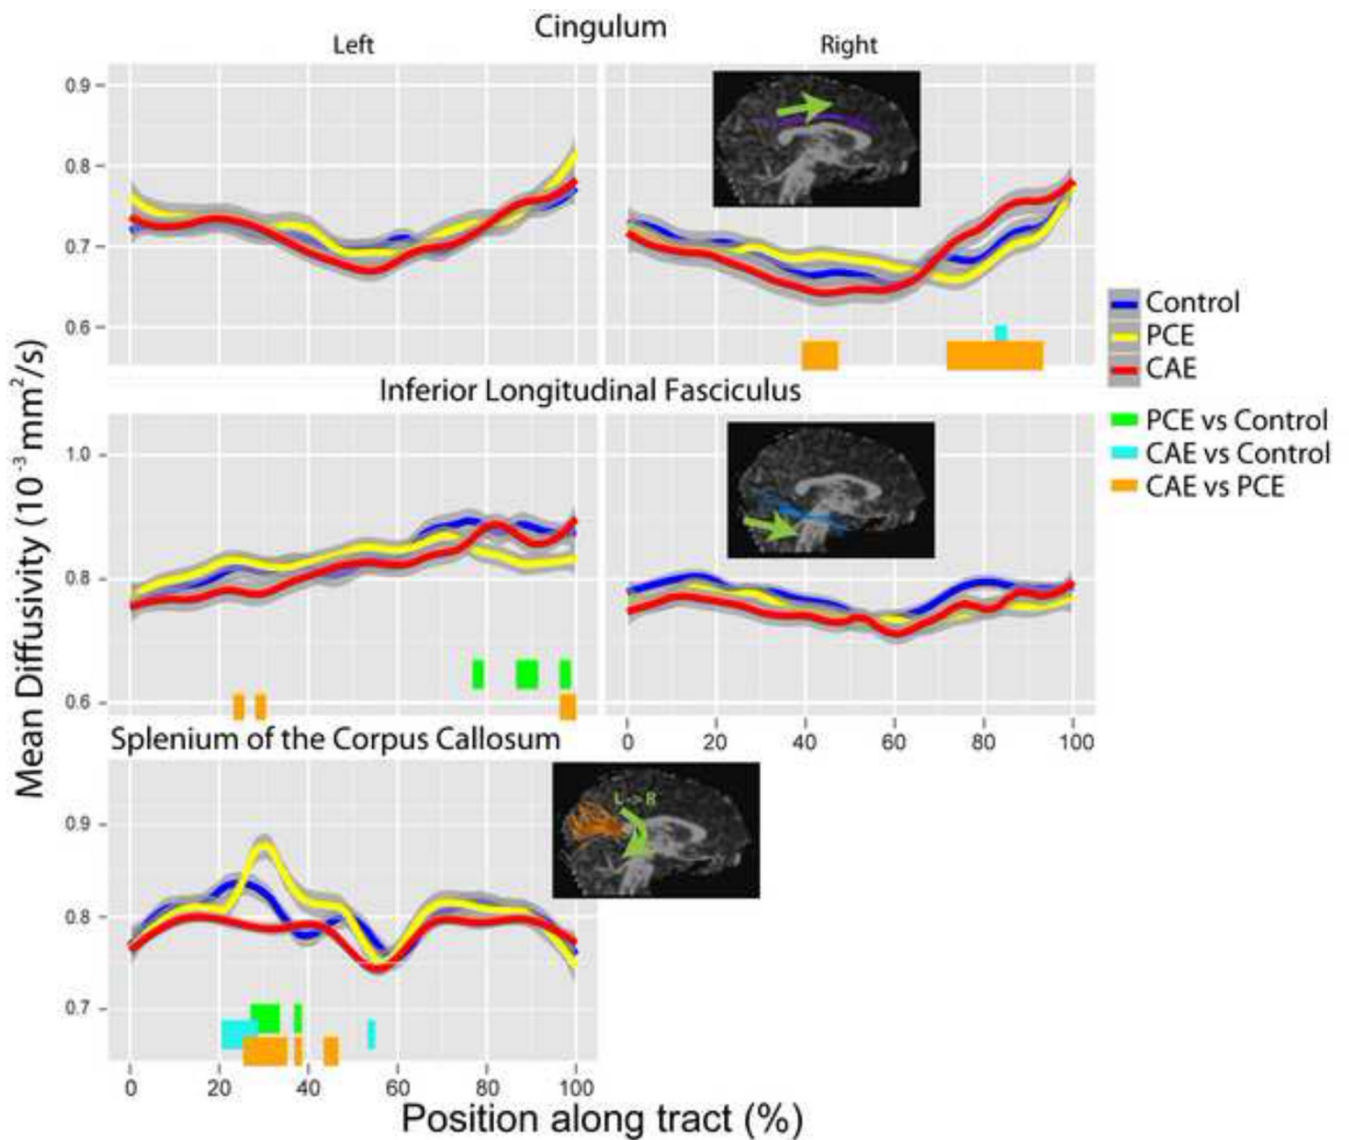 Cingulum
Left
Right
0.9
0.8
0.7
0.6
Control
PCE
CAE
PCE vs Control
CAE vs Control
CAE vs PCE
Inferior Longitudinal Fasciculus
1.0
0.8
0.6
0 20 40 60 80 100
Splenium of the Corpus Callosum
L->R
0.9
0.8
0.7
0 20 40 60 80 100
Position along tract (%)
Mean Diffusivity (10⁻³ mm²/s)